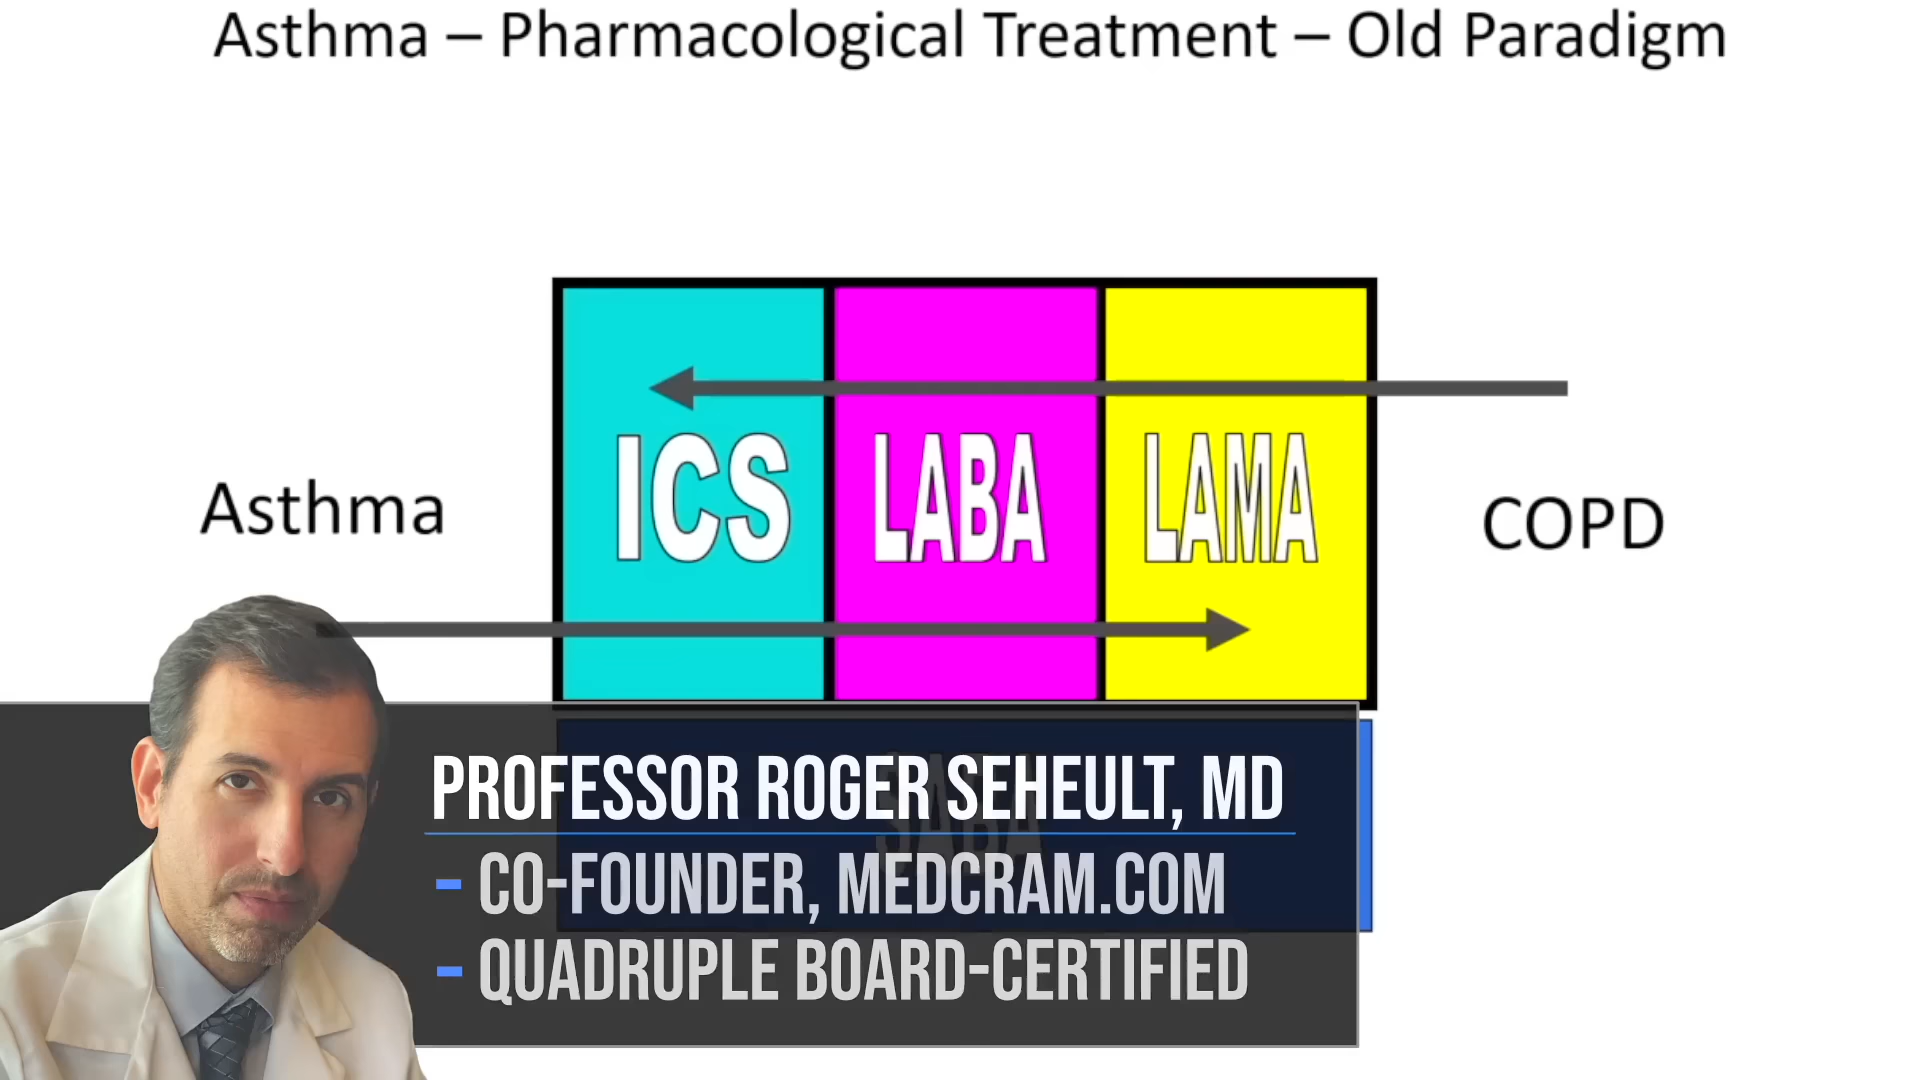 Asthma – Pharmacological Treatment – Old Paradigm
ICS LABA LAMA
Asthma
COPD
SABA
PROFESSOR ROGER SEHEULT, MD
- CO-FOUNDER, MEDCRAM.COM
- QUADRUPLE BOARD-CERTIFIED